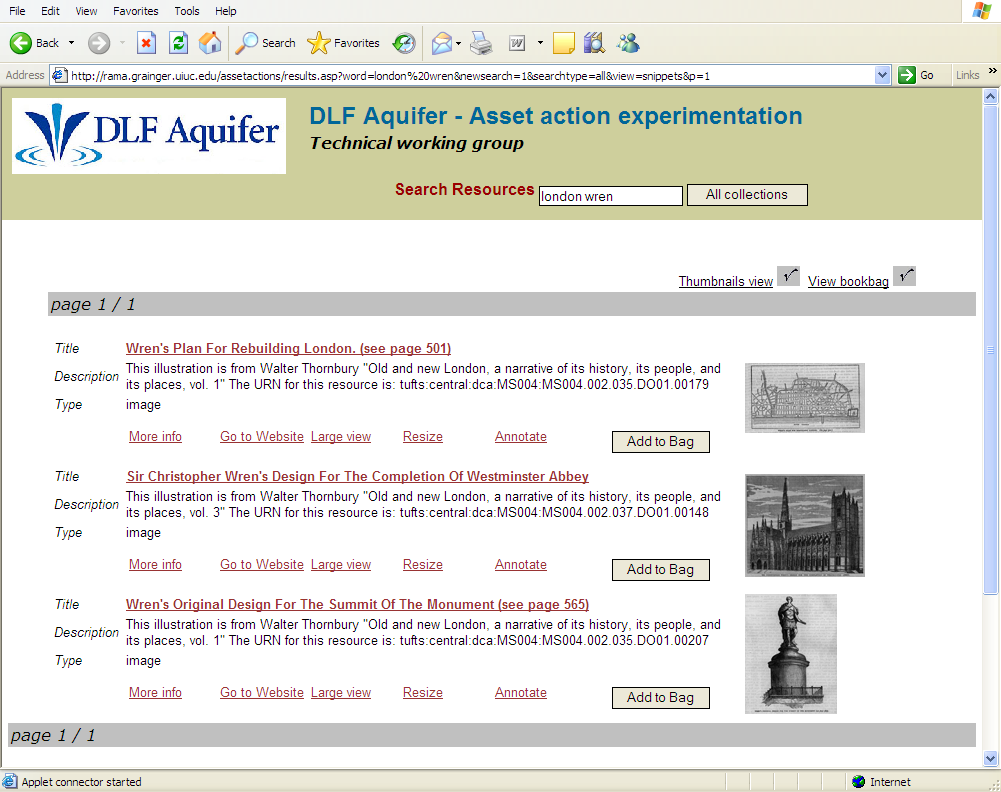 File Edit View Favorites Tools Help
Back Search Favorites
Address http://rama.grainger.uiuc.edu/assetactions/results.asp?word=london%20wren&newsearch=1&searchtype=all&view=snippets&p=1 Go Links »
DLF Aquifer
DLF Aquifer - Asset action experimentation
Technical working group
Search Resources london wren All collections
Thumbnails view View bookbag
page 1 / 1
Title Wren's Plan For Rebuilding London. (see page 501)
Description This illustration is from Walter Thornbury "Old and new London, a narrative of its history, its people, and
its places, vol. 1" The URN for this resource is: tufts:central:dca:MS004:MS004.002.035.DO01.00179
Type image
More info Go to Website Large view Resize Annotate Add to Bag
Title Sir Christopher Wren's Design For The Completion Of Westminster Abbey
Description This illustration is from Walter Thornbury "Old and new London, a narrative of its history, its people, and
its places, vol. 3" The URN for this resource is: tufts:central:dca:MS004:MS004.002.037.DO01.00148
Type image
More info Go to Website Large view Resize Annotate Add to Bag
Title Wren's Original Design For The Summit Of The Monument (see page 565)
Description This illustration is from Walter Thornbury "Old and new London, a narrative of its history, its people, and
its places, vol. 1" The URN for this resource is: tufts:central:dca:MS004:MS004.002.035.DO01.00207
Type image
More info Go to Website Large view Resize Annotate Add to Bag
page 1 / 1
Applet connector started Internet